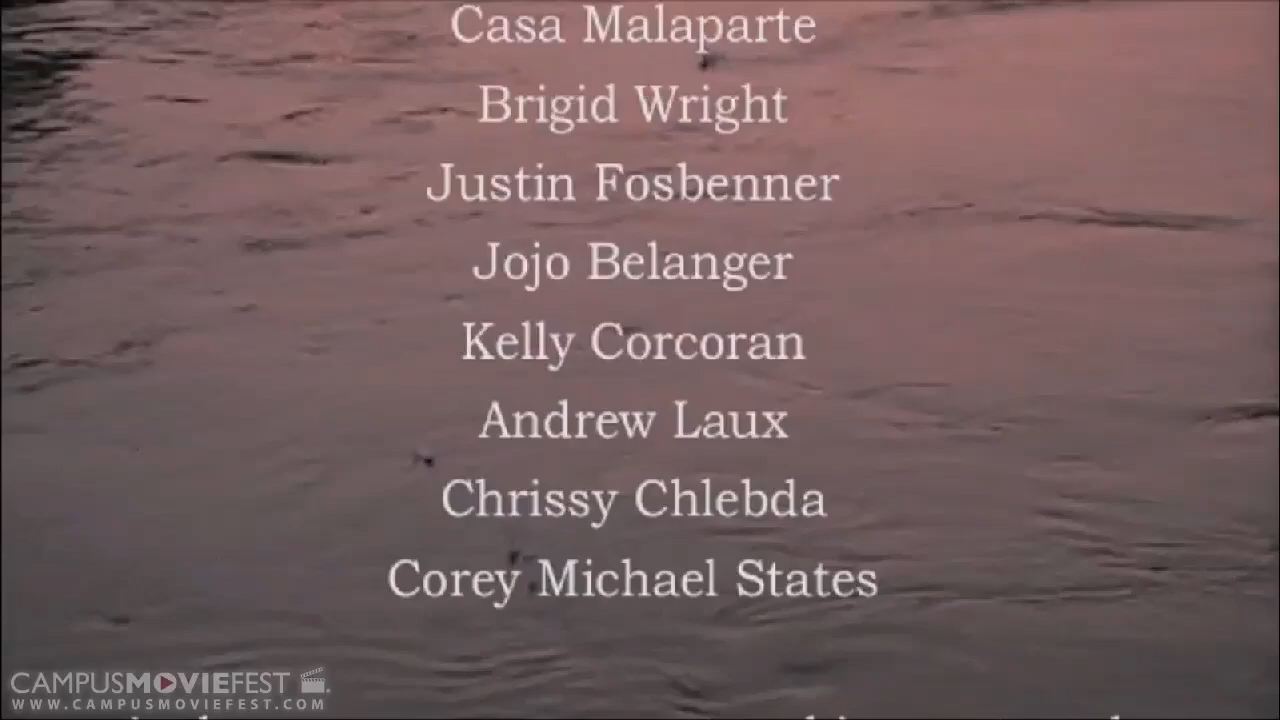 Casa Malaparte
Brigid Wright
Justin Fosbenner
Jojo Belanger
Kelly Corcoran
Andrew Laux
Chrissy Chlebda
Corey Michael States
CAMPUSMOVIEFEST
WWW.CAMPUSMOVIEFEST.COM